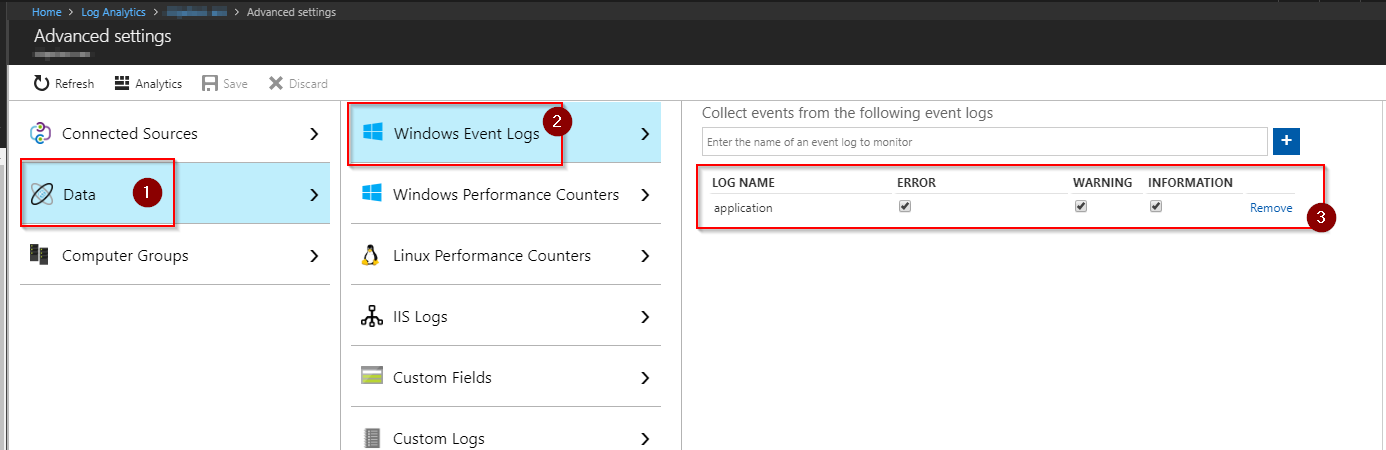 Home > Log Analytics > > Advanced settings
Advanced settings
Refresh Analytics Save Discard
Connected Sources
Data 1
Computer Groups
Windows Event Logs 2
Windows Performance Counters
Linux Performance Counters
IIS Logs
Custom Fields
Custom Logs
Collect events from the following event logs
Enter the name of an event log to monitor +
LOG NAME ERROR WARNING INFORMATION
application Remove
3